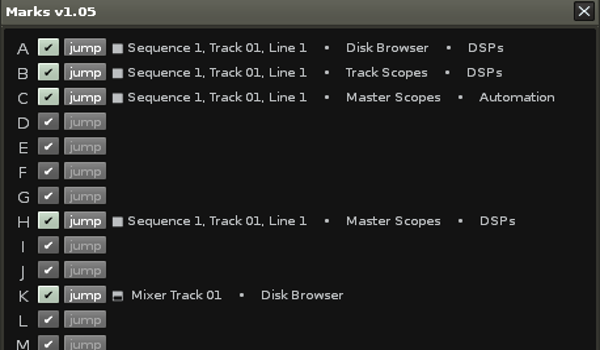 Marks v1.05
A jump Sequence 1, Track 01, Line 1 ▪ Disk Browser ▪ DSPs
B jump Sequence 1, Track 01, Line 1 ▪ Track Scopes ▪ DSPs
C jump Sequence 1, Track 01, Line 1 ▪ Master Scopes ▪ Automation
D jump
E jump
F jump
G jump
H jump Sequence 1, Track 01, Line 1 ▪ Master Scopes ▪ DSPs
I jump
J jump
K jump Mixer Track 01 ▪ Disk Browser
L jump
M jump